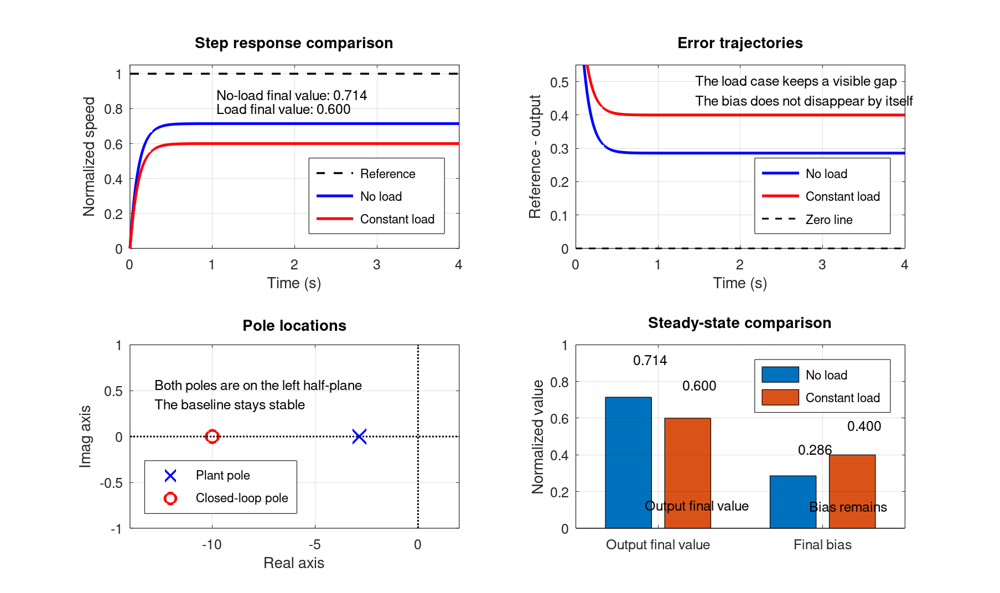 Step response comparison
No-load final value: 0.714
Load final value: 0.600
Normalized speed
1
0.8
0.6
0.4
0.2
0
Reference
No load
Constant load
0 1 2 3 4
Time (s)
Error trajectories
The load case keeps a visible gap
The bias does not disappear by itself
Reference - output
0.5
0.4
0.3
0.2
0.1
0
No load
Constant load
Zero line
0 1 2 3 4
Time (s)
Pole locations
Both poles are on the left half-plane
The baseline stays stable
Imag axis
1
0.5
0
-0.5
-1
Plant pole
Closed-loop pole
-10 -5 0
Real axis
Steady-state comparison
Normalized value
1
0.8
0.6
0.4
0.2
0
0.714
0.600
0.286
0.400
No load
Constant load
Output final value
Bias remains
Output final value
Final bias